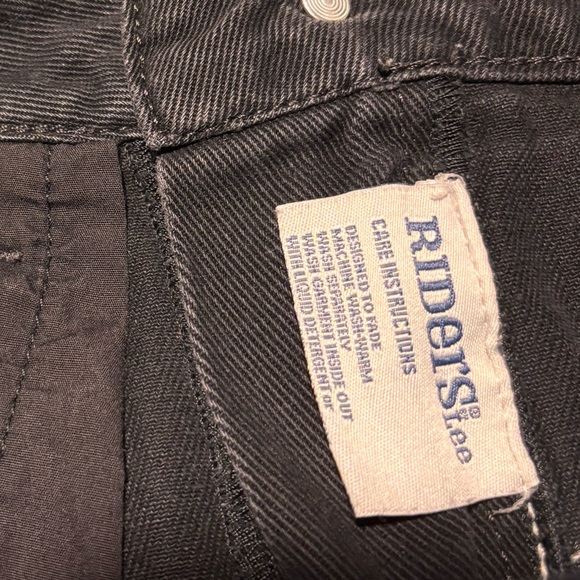 RIDERS®
BY Lee
CARE INSTRUCTIONS
DESIGNED TO FADE
MACHINE WASH-WARM
WASH SEPARATELY
WASH GARMENT INSIDE OUT
WITH LIQUID DETERGENT or